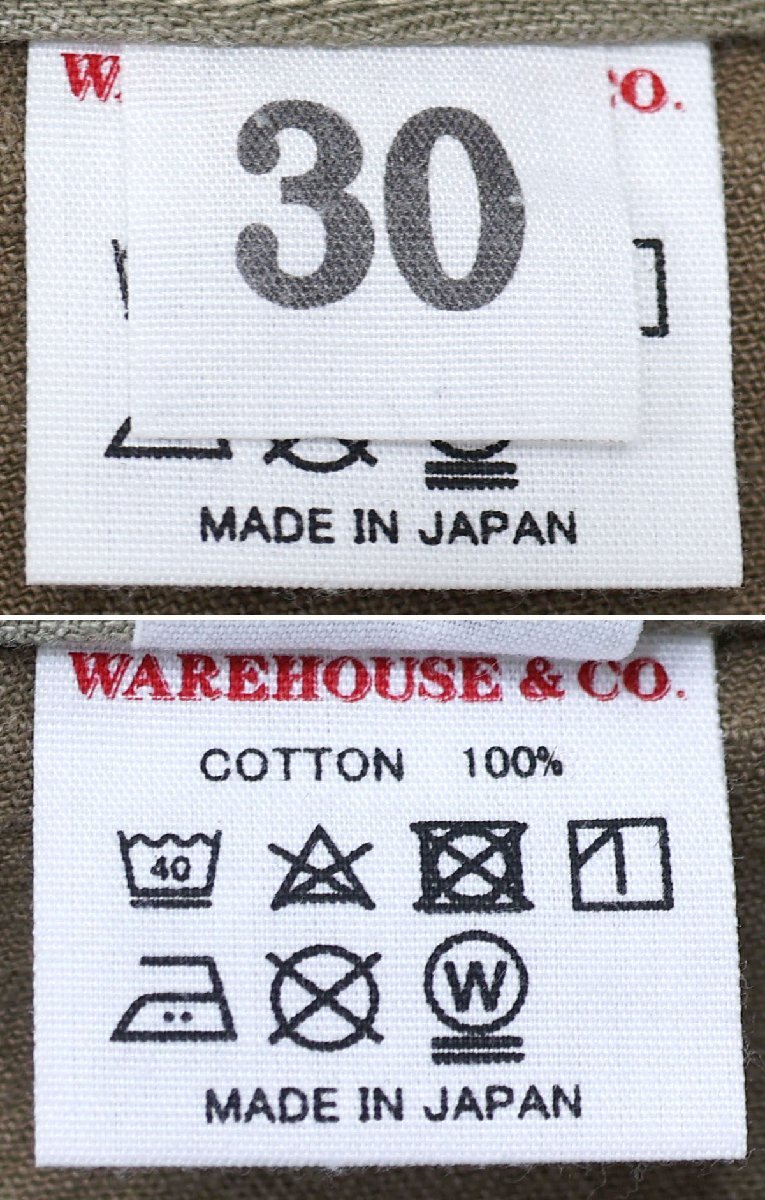 30
MADE IN JAPAN
WAREHOUSE & CO.
COTTON 100%
40
W
MADE IN JAPAN